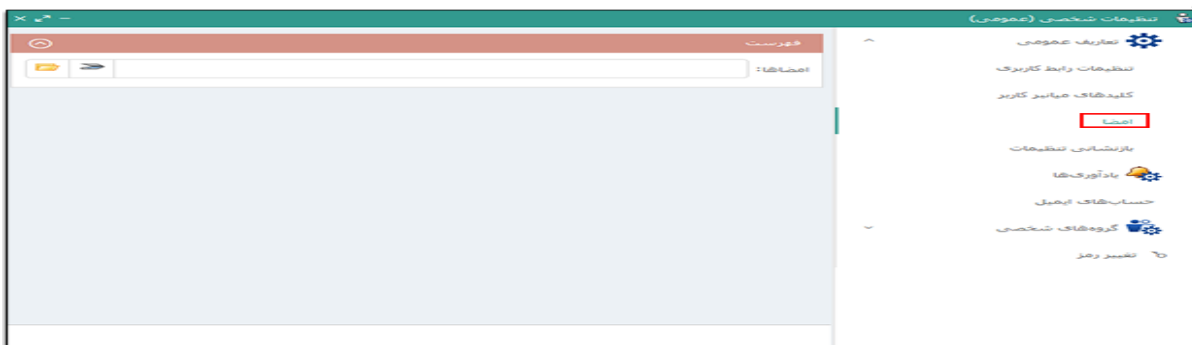 تنظیمات شخصی (عمومی)
تعاریف عمومی
تنظیمات رابط کاربری
کلیدهای میانبر کاربر
امضا
بازنشانی تنظیمات
یادآوری‌ها
حساب‌های ایمیل
گروه‌های شخصی
تغییر رمز
فهرست
امضاها: